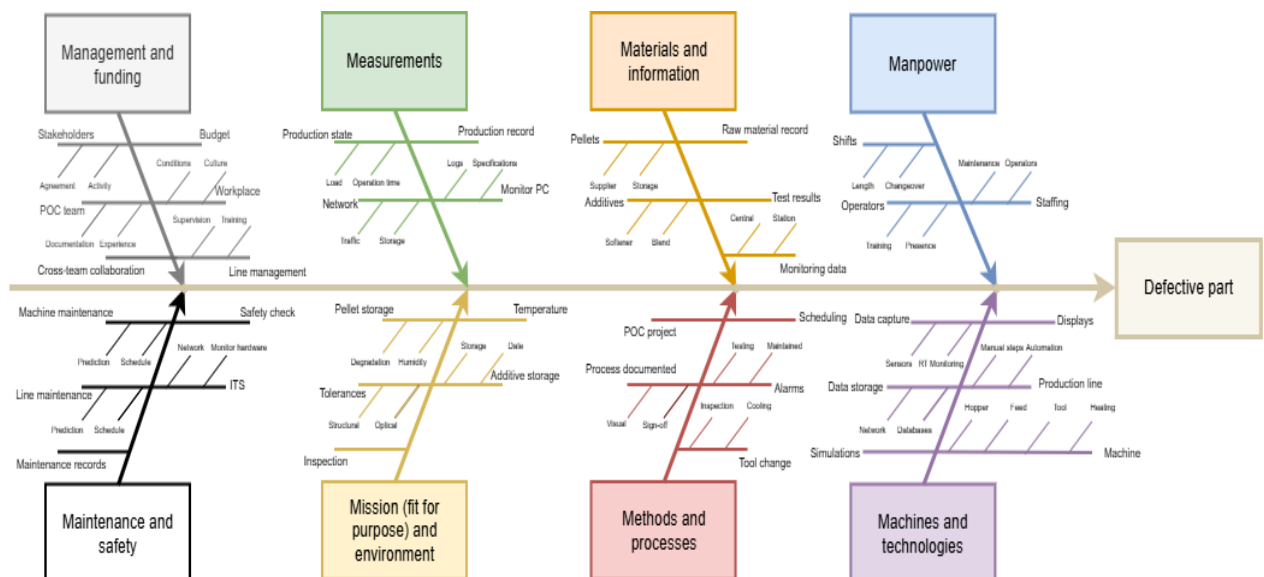 Management and
funding
Measurements
Materials and
information
Manpower
Stakeholders
Budget
Agreement
Activity
Conditions
Culture
POC team
Workplace
Documentation
Experience
Supervision
Training
Cross-team collaboration
Line management
Production state
Production record
Load
Operation time
Logs
Specifications
Network
Monitor PC
Traffic
Storage
Pellets
Raw material record
Supplier
Storage
Additives
Test results
Softener
Blend
Central
Station
Monitoring data
Shifts
Length
Changeover
Maintenance
Operators
Operators
Staffing
Training
Presence
Defective part
Machine maintenance
Safety check
Prediction
Schedule
Network
Monitor hardware
Line maintenance
ITS
Prediction
Schedule
Maintenance records
Pellet storage
Temperature
Degradation
Humidity
Storage
Date
Tolerances
Additive storage
Structural
Optical
Inspection
POC project
Scheduling
Testing
Maintained
Process documented
Alarms
Visual
Sign-off
Inspection
Cooling
Tool change
Data capture
Displays
Sensors
RT Monitoring
Manual steps
Automation
Data storage
Production line
Network
Databases
Hopper
Feed
Tool
Heating
Simulations
Machine
Maintenance and
safety
Mission (fit for
purpose) and
environment
Methods and
processes
Machines and
technologies